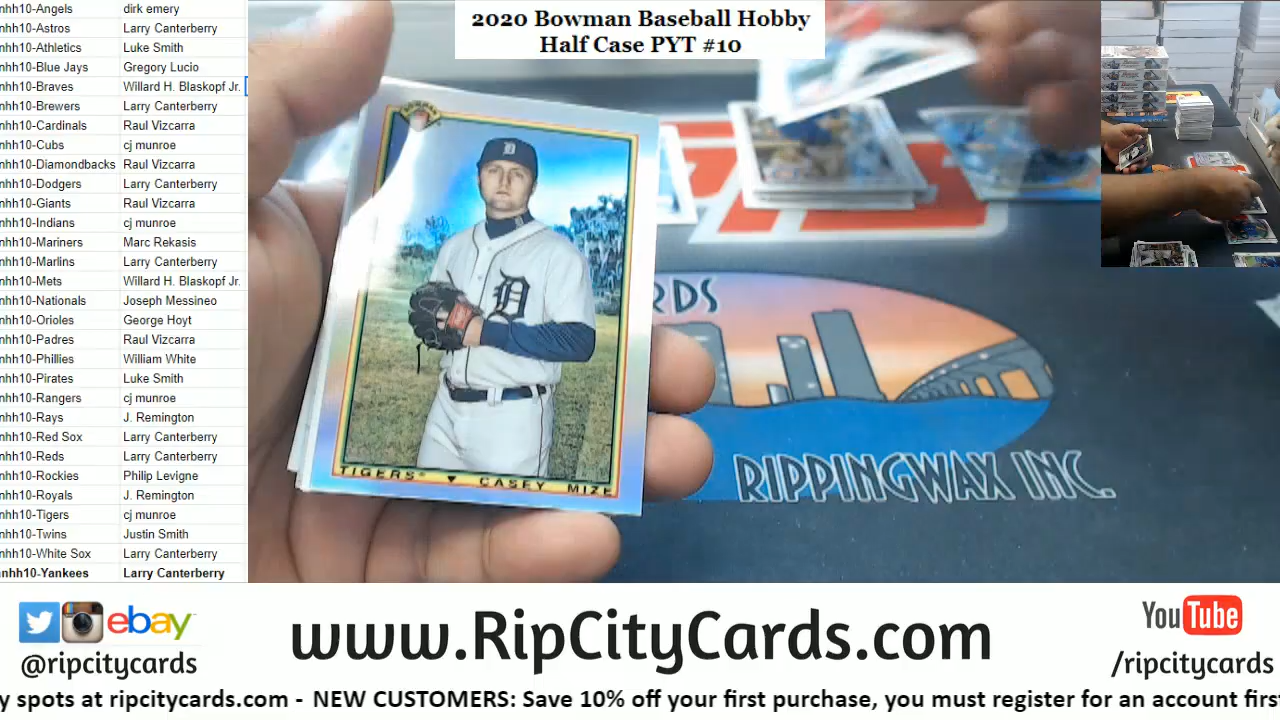 2020 Bowman Baseball Hobby
Half Case PYT #10
nhh10-Angels dirk emery
nhh10-Astros Larry Canterberry
nhh10-Athletics Luke Smith
nhh10-Blue Jays Gregory Lucio
nhh10-Braves Willard H. Blaskopf Jr.
nhh10-Brewers Larry Canterberry
nhh10-Cardinals Raul Vizcarra
nhh10-Cubs cj munroe
nhh10-Diamondbacks Raul Vizcarra
nhh10-Dodgers Larry Canterberry
nhh10-Giants Raul Vizcarra
nhh10-Indians cj munroe
nhh10-Mariners Marc Rekasis
nhh10-Marlins Larry Canterberry
nhh10-Mets Willard H. Blaskopf Jr.
nhh10-Nationals Joseph Messineo
nhh10-Orioles George Hoyt
nhh10-Padres Raul Vizcarra
nhh10-Phillies William White
nhh10-Pirates Luke Smith
nhh10-Rangers cj munroe
nhh10-Rays J. Remington
nhh10-Red Sox Larry Canterberry
nhh10-Reds Larry Canterberry
nhh10-Rockies Philip Levigne
nhh10-Royals J. Remington
nhh10-Tigers cj munroe
nhh10-Twins Justin Smith
nhh10-White Sox Larry Canterberry
nhh10-Yankees Larry Canterberry
D
D
TIGERS CASEY MIZE
RDS
RIPPINGWAX INC.
ebay
@ripcitycards
www.RipCityCards.com
YouTube
/ripcitycards
y spots at ripcitycards.com - NEW CUSTOMERS: Save 10% off your first purchase, you must register for an account firs